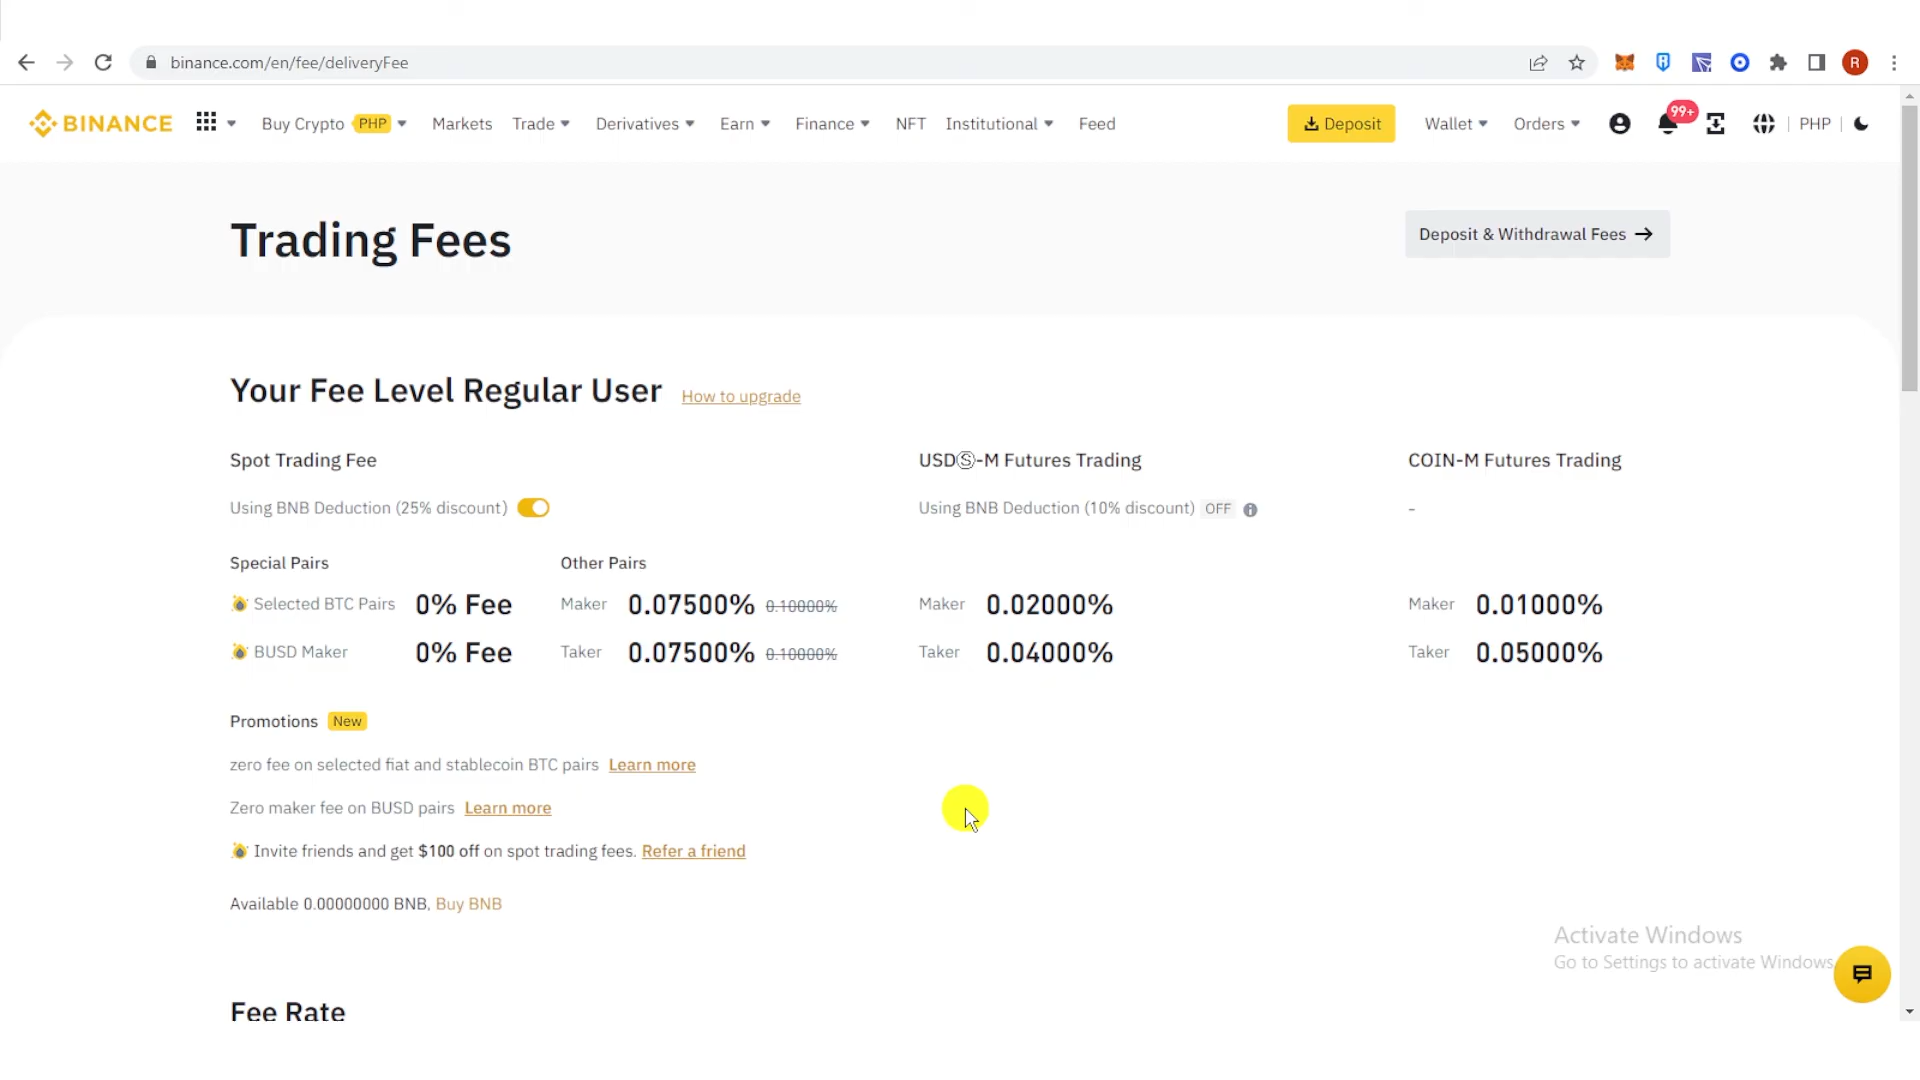 binance.com/en/fee/deliveryFee
R
BINANCE Buy Crypto PHP Markets Trade Derivatives Earn Finance NFT Institutional Feed Deposit Wallet Orders 99+ PHP
Trading Fees
Deposit & Withdrawal Fees →
Your Fee Level Regular User How to upgrade
Spot Trading Fee USDⓈ-M Futures Trading COIN-M Futures Trading
Using BNB Deduction (25% discount) Using BNB Deduction (10% discount) OFF -
Special Pairs Other Pairs
Selected BTC Pairs 0% Fee Maker 0.07500% 0.10000% Maker 0.02000% Maker 0.01000%
BUSD Maker 0% Fee Taker 0.07500% 0.10000% Taker 0.04000% Taker 0.05000%
Promotions New
zero fee on selected fiat and stablecoin BTC pairs Learn more
Zero maker fee on BUSD pairs Learn more
Invite friends and get $100 off on spot trading fees. Refer a friend
Available 0.00000000 BNB, Buy BNB
Activate Windows
Go to Settings to activate Windows
Fee Rate